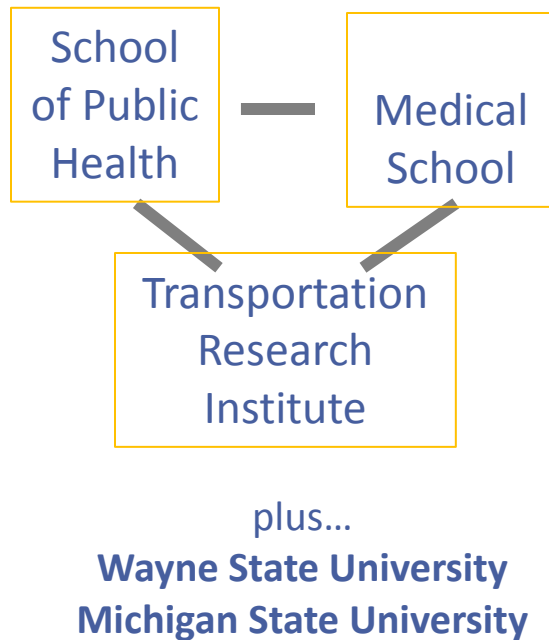 School
of Public
Health
Medical
School
Transportation
Research
Institute
plus…
Wayne State University
Michigan State University